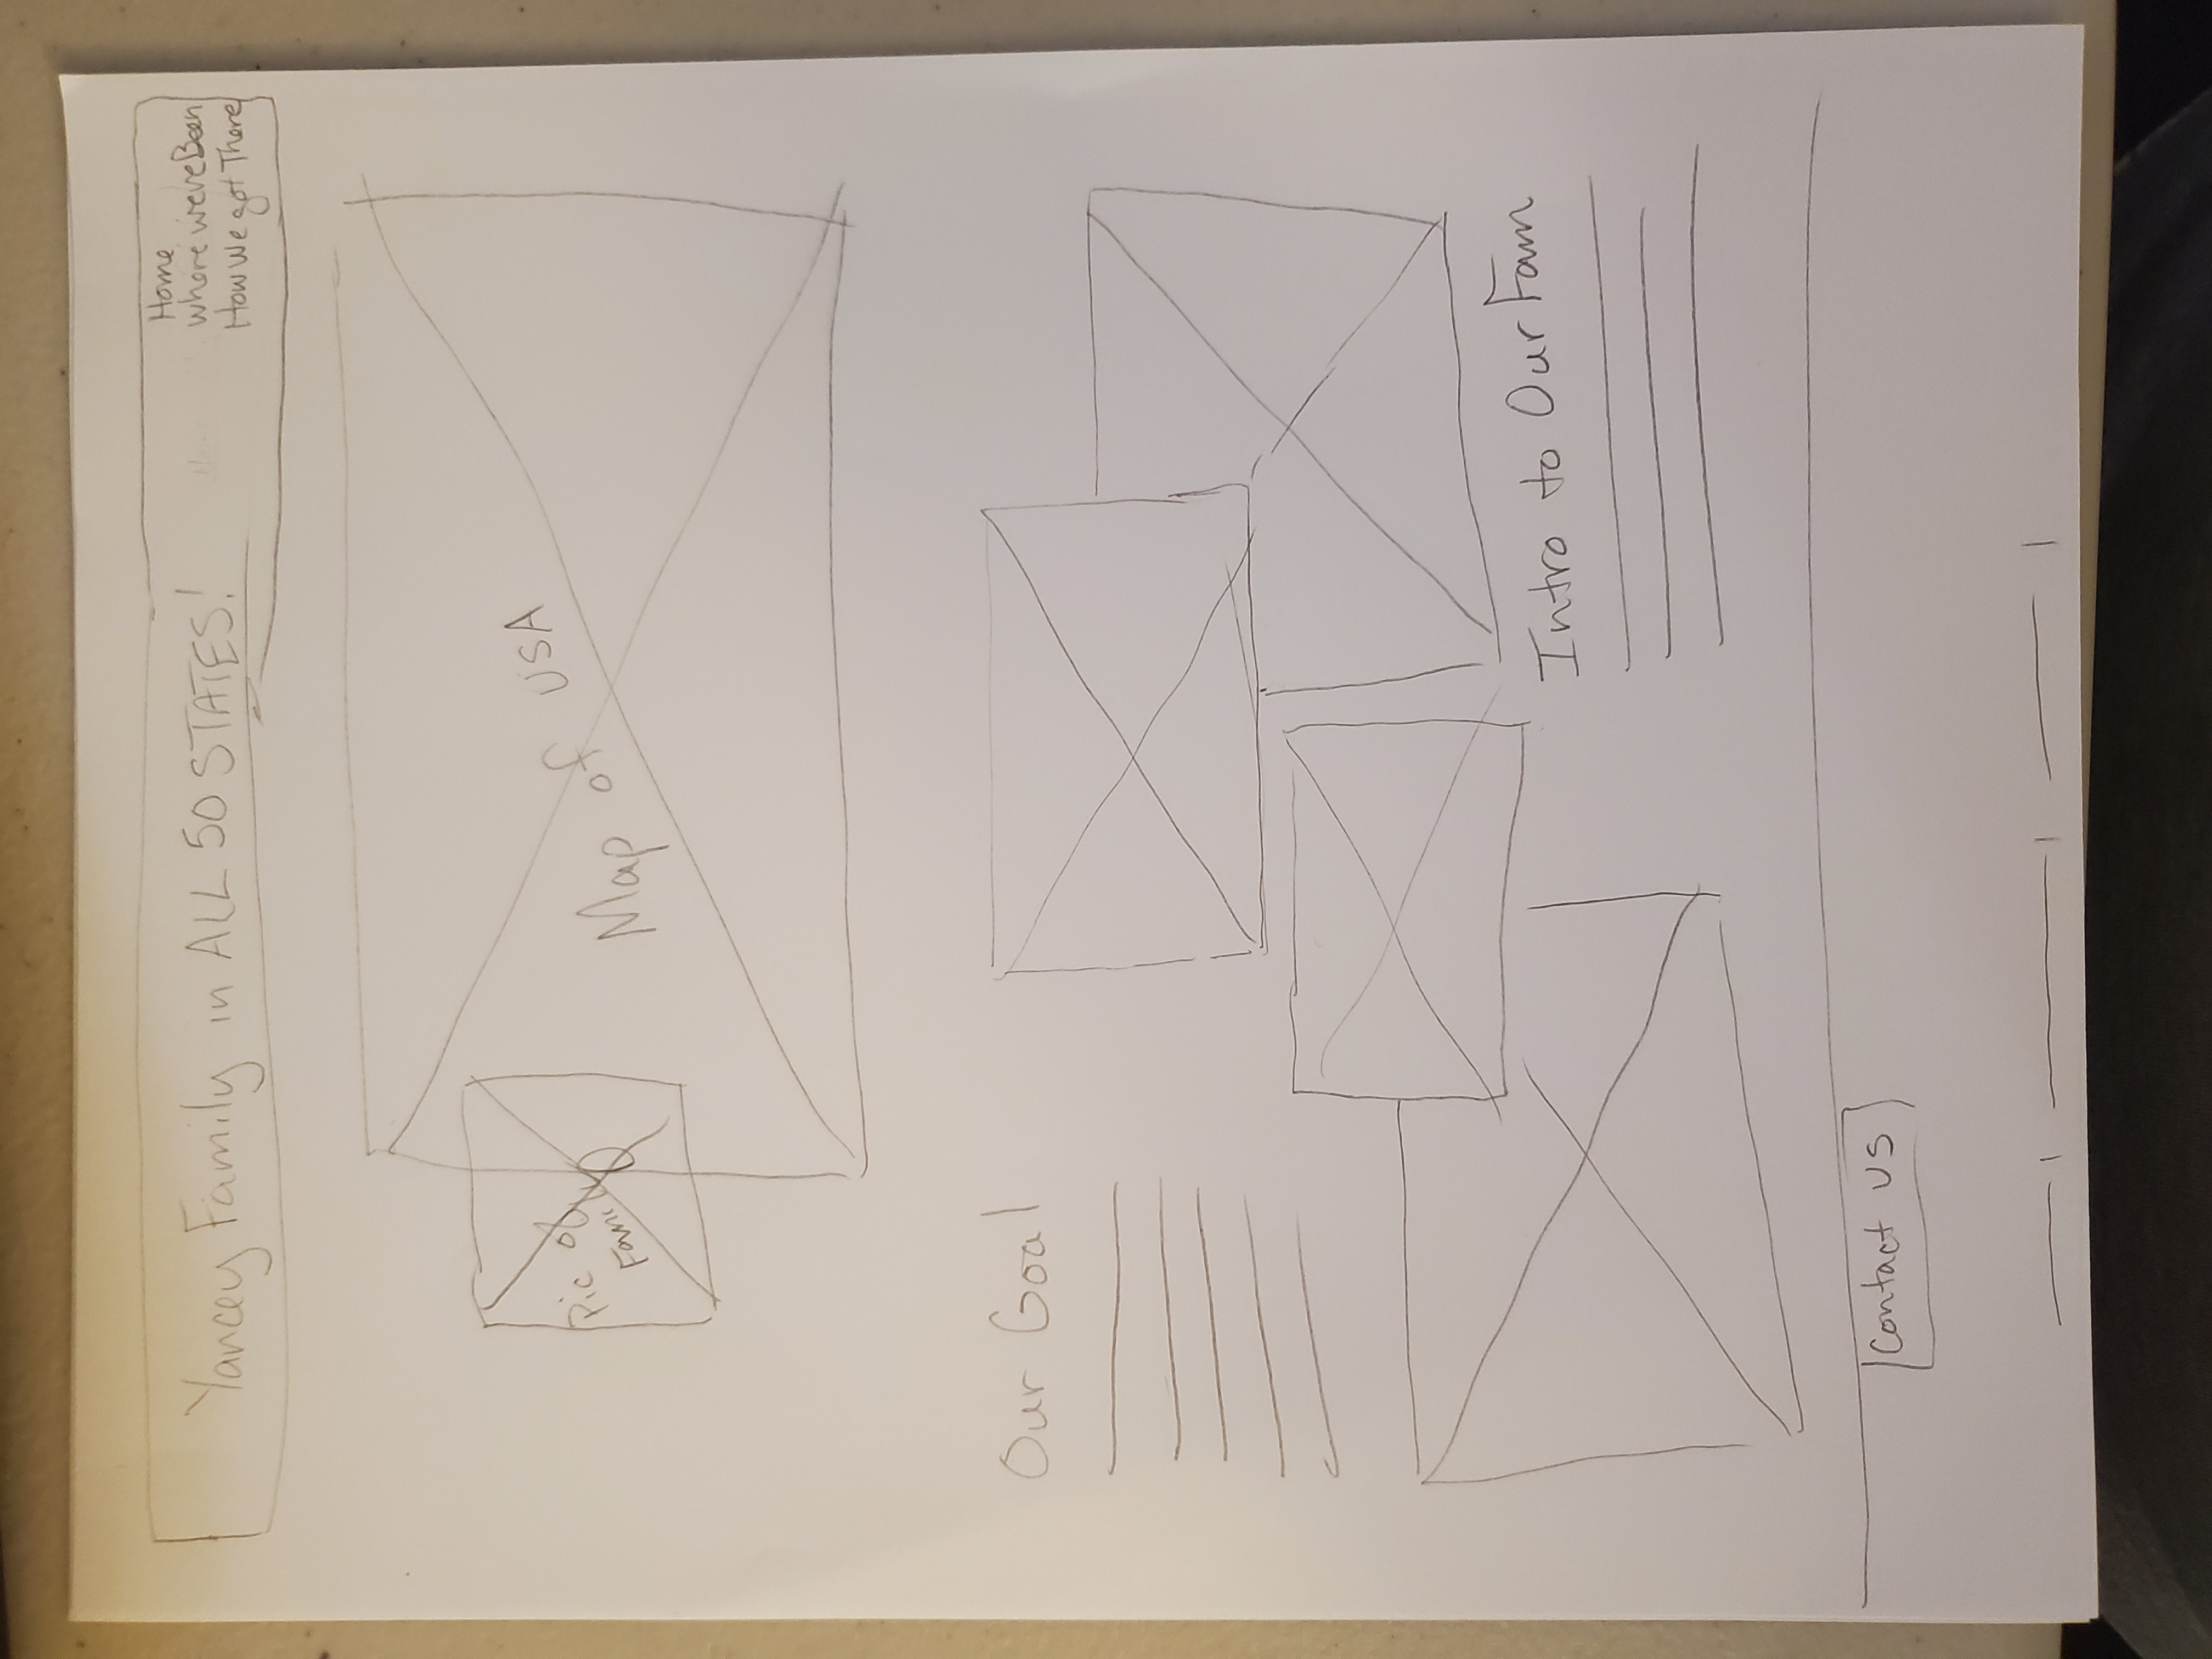 Yancey Family in ALL 50 STATES!
Home
where we've Been
How We got There
Pic of
Family
Map of USA
Our Goal
Intro to Our Fam
Contact US